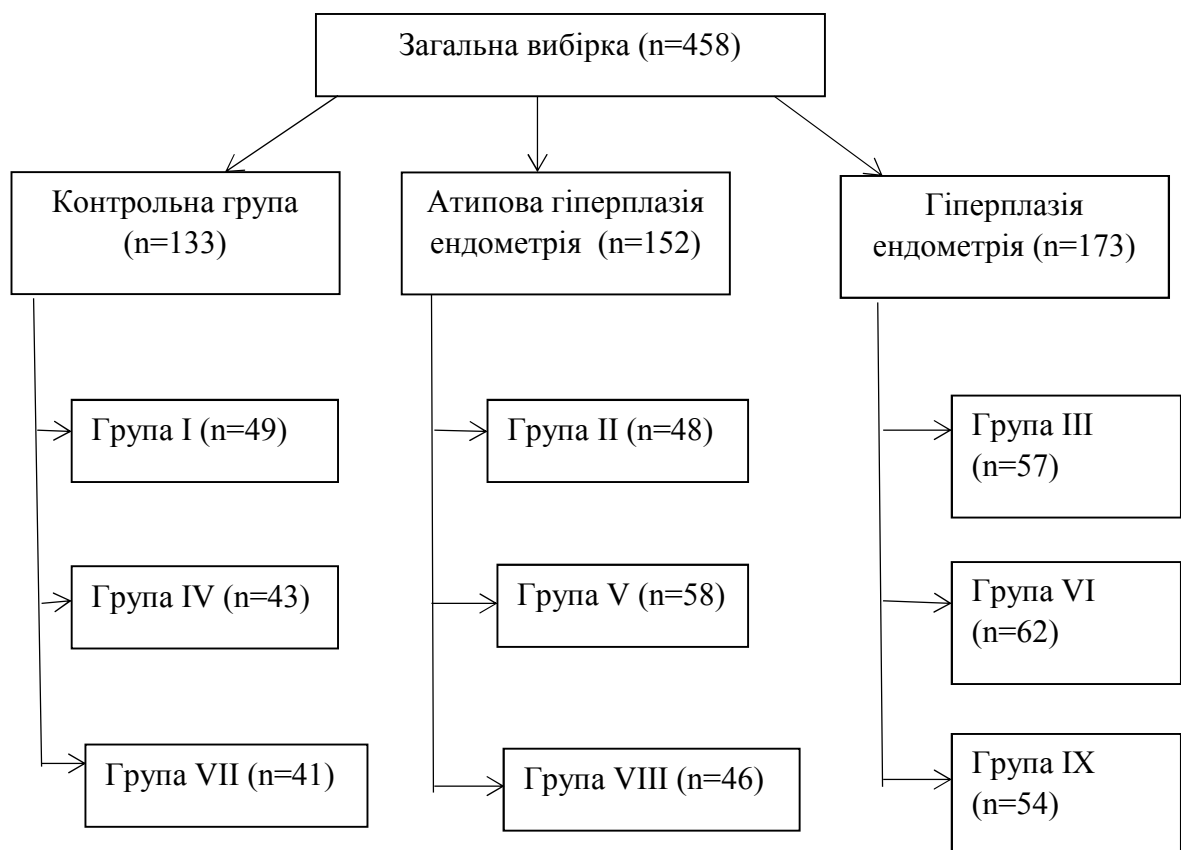 Загальна вибірка (n=458)
Контрольна група
(n=133)
Атипова гіперплазія
ендометрія (n=152)
Гіперплазія
ендометрія (n=173)
Група I (n=49)
Група II (n=48)
Група III
(n=57)
Група IV (n=43)
Група V (n=58)
Група VI
(n=62)
Група VII (n=41)
Група VIII (n=46)
Група IX
(n=54)